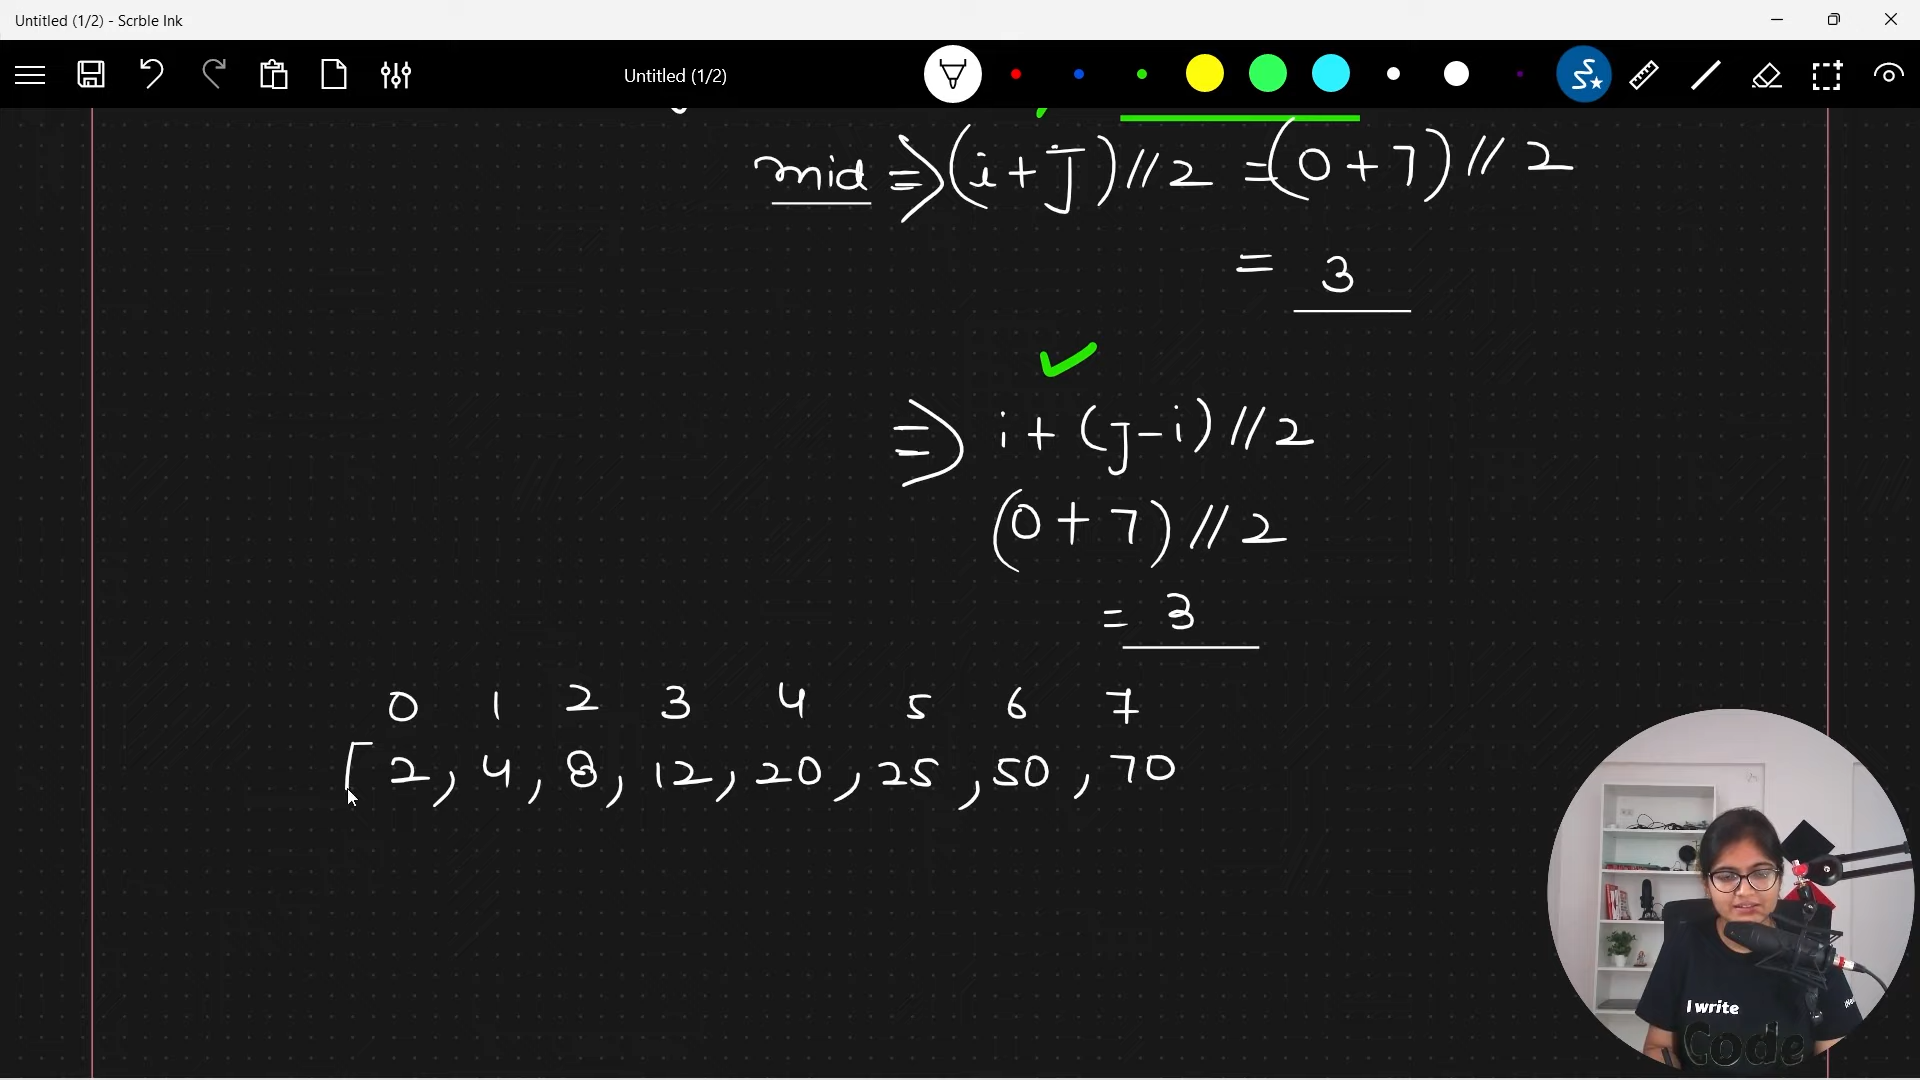 Untitled (1/2) - Scrble Ink
Untitled (1/2)
mid => (i+j)//2 = (0+7)//2
= 3
=> i+(j-i)//2
(0+7)//2
= 3
0 1 2 3 4 5 6 7
[2, 4, 8, 12, 20, 25, 50, 70
I write
Code